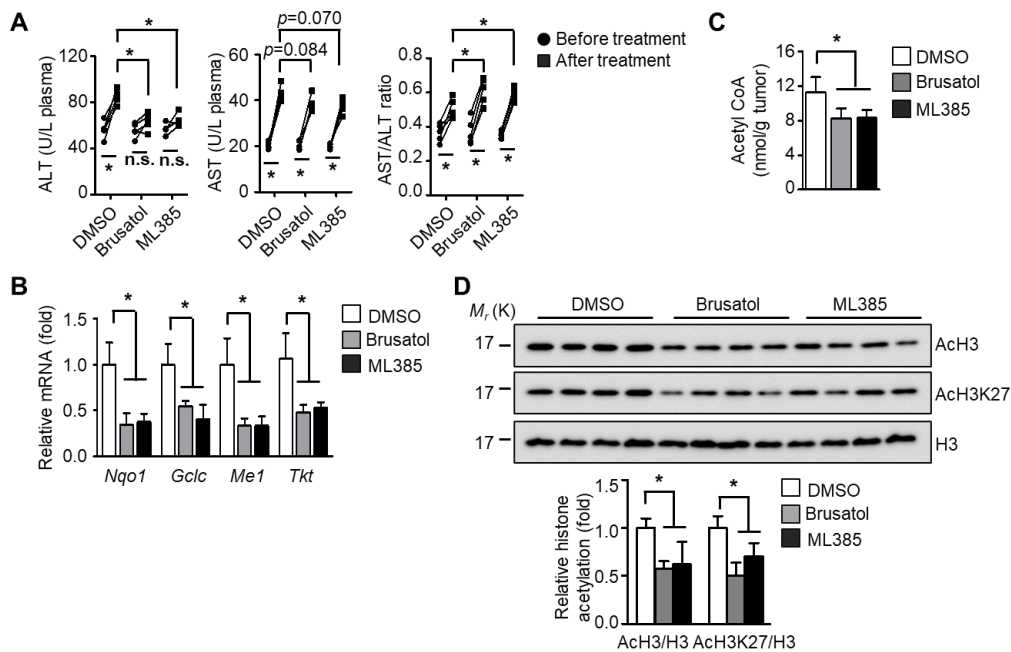 A
ALT (U/L plasma)
120
80
40
0
*
*
*
n.s.
n.s.
DMSO
Brusatol
ML385
AST (U/L plasma)
60
40
20
0
p=0.070
p=0.084
*
*
*
DMSO
Brusatol
ML385
AST/ALT ratio
0.8
0.6
0.4
0.2
0.0
*
*
*
*
*
DMSO
Brusatol
ML385
Before treatment
After treatment
C
Acetyl CoA
(nmol/g tumor)
16
12
8
4
0
*
DMSO
Brusatol
ML385
B
Relative mRNA (fold)
1.5
1.0
0.5
0.0
*
*
*
*
Nqo1
Gclc
Me1
Tkt
DMSO
Brusatol
ML385
D
Mr (K)
DMSO
Brusatol
ML385
17
AcH3
17
AcH3K27
17
H3
Relative histone
acetylation (fold)
1.5
1.0
0.5
0.0
*
*
AcH3/H3
AcH3K27/H3
DMSO
Brusatol
ML385